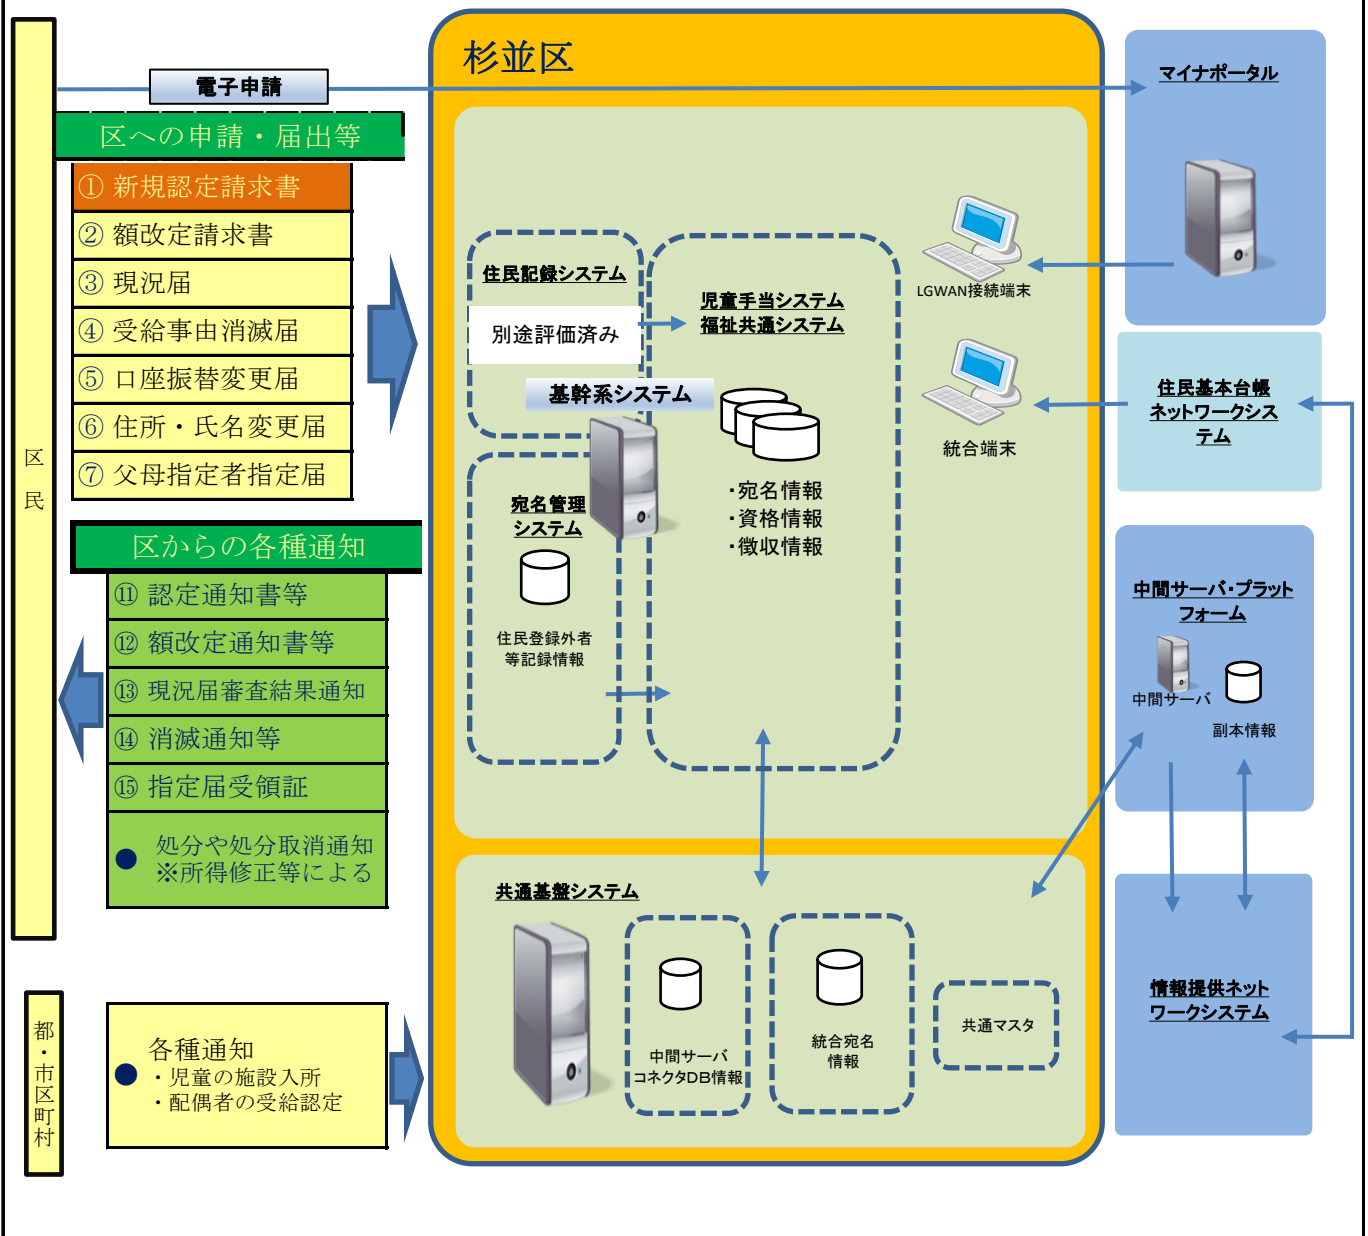 杉並区
電子申請
マイナポータル
区への申請・届出等
① 新規認定請求書
② 額改定請求書
③ 現況届
④ 受給事由消滅届
⑤ 口座振替変更届
⑥ 住所・氏名変更届
⑦ 父母指定者指定届
区民
区からの各種通知
⑪ 認定通知書等
⑫ 額改定通知書等
⑬ 現況届審査結果通知
⑭ 消滅通知等
⑮ 指定届受領証
● 処分や処分取消通知
※所得修正等による
都・市区町村
● 各種通知
・児童の施設入所
・配偶者の受給認定
住民記録システム
別途評価済み
児童手当システム
福祉共通システム
基幹系システム
・宛名情報
・資格情報
・徴収情報
宛名管理
システム
住民登録外者
等記録情報
LGWAN接続端末
統合端末
住民基本台帳
ネットワークシス
テム
中間サーバ・プラット
フォーム
中間サーバ
副本情報
共通基盤システム
中間サーバ
コネクタDB情報
統合宛名
情報
共通マスタ
情報提供ネット
ワークシステム